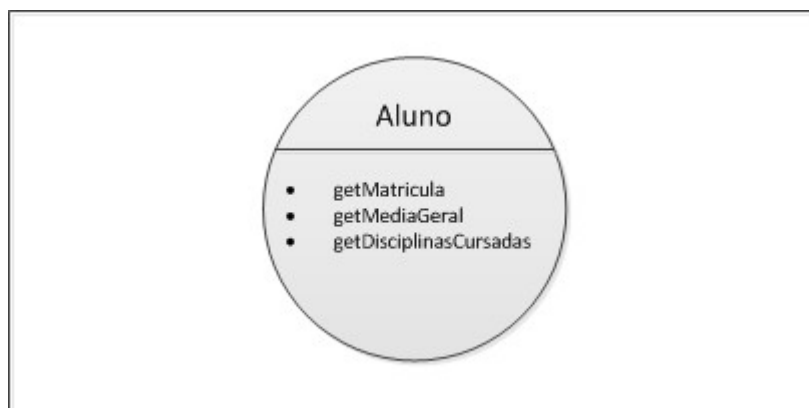 Aluno
• getMatricula
• getMediaGeral
• getDisciplinasCursadas